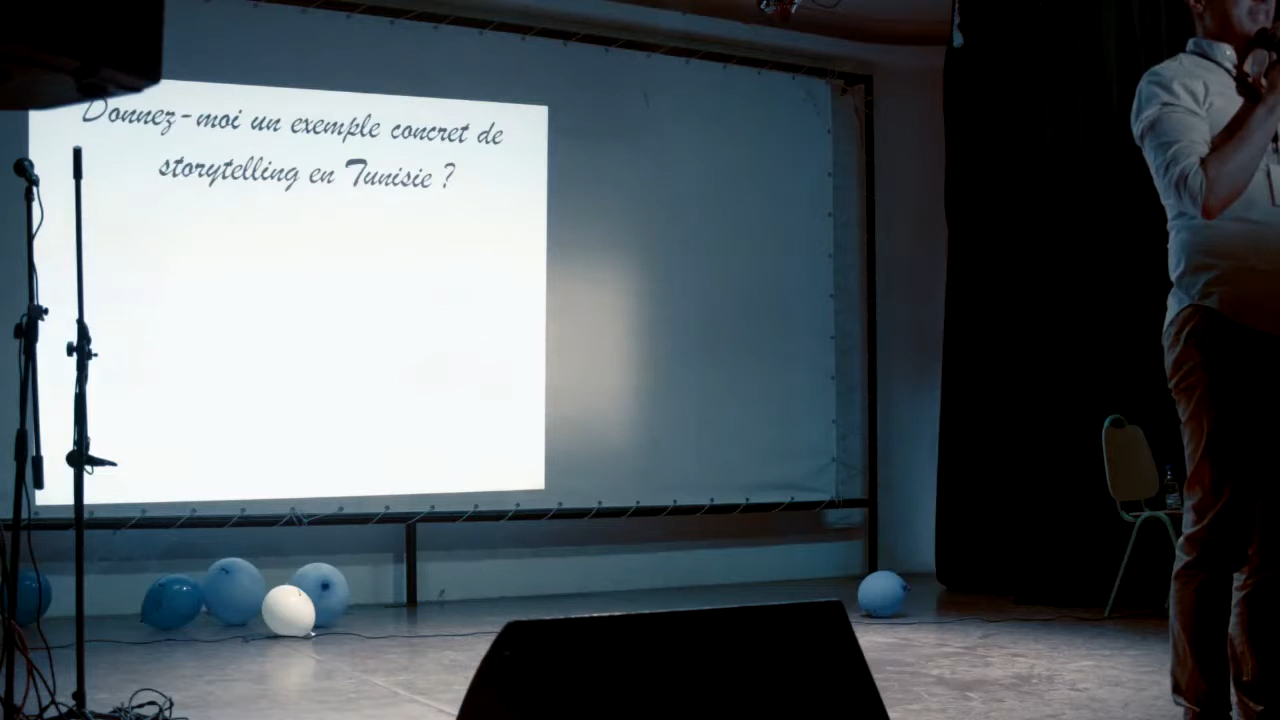 Donnez-moi un exemple concret de
storytelling en Tunisie ?